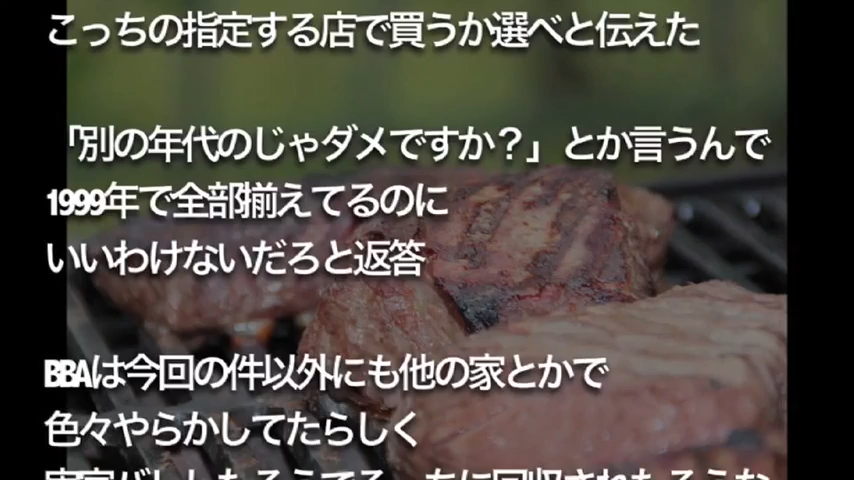 こっちの指定する店で買うか選べと伝えた
「別の年代のじゃダメですか？」とか言うんで
1999年で全部揃えてるのに
いいわけないだろと返答
BBAは今回の件以外にも他の家とかで
色々やらかしてたらしく